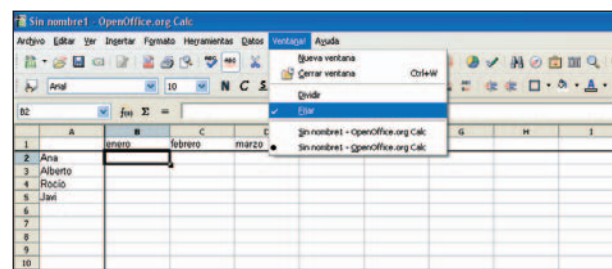 Sin nombre1 - OpenOffice.org Calc
Archivo Editar Ver Insertar Formato Herramientas Datos Ventana Ayuda
Nueva ventana
Cerrar ventana Ctrl+W
Dividir
Fijar
Sin nombre1 - OpenOffice.org Calc
Sin nombre1 - OpenOffice.org Calc
Arial 10 N C S
B2 f(x) Σ =
A B C G H I
1 enero febrero marzo
2 Ana
3 Alberto
4 Rocio
5 Javi
6
7
8
9
10